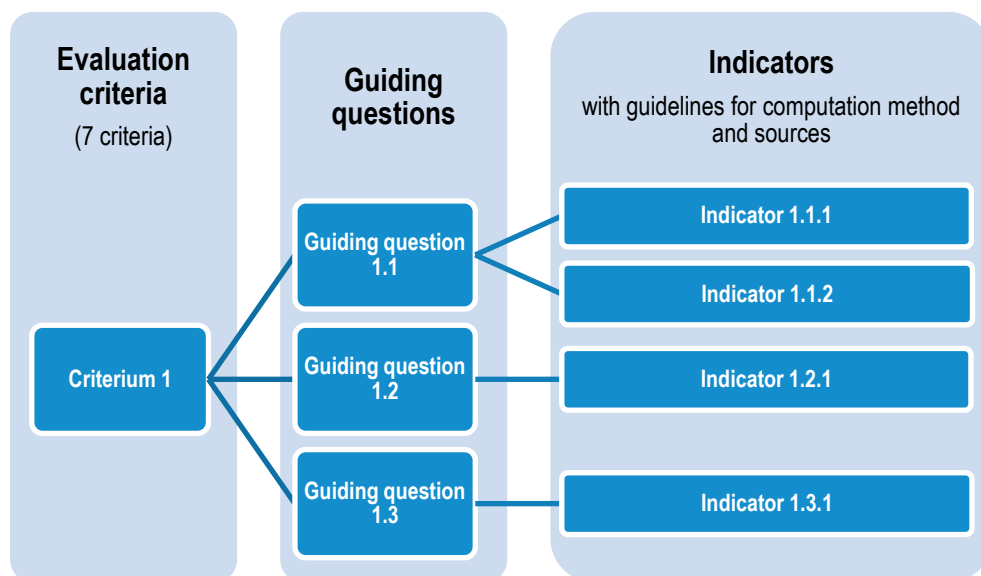 Evaluation
criteria
(7 criteria)
Guiding
questions
Indicators
with guidelines for computation method
and sources
Criterium 1
Guiding question
1.1
Guiding question
1.2
Guiding question
1.3
Indicator 1.1.1
Indicator 1.1.2
Indicator 1.2.1
Indicator 1.3.1